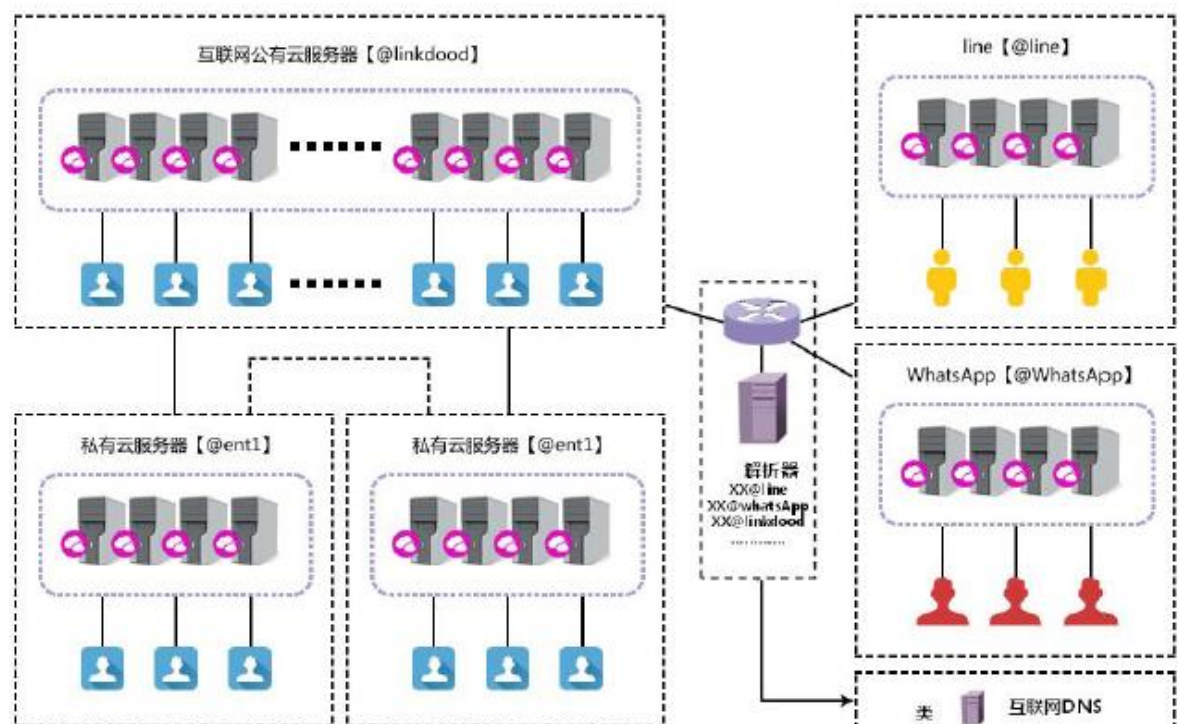 互联网公有云服务器【@linkdood】
line【@line】
WhatsApp【@WhatsApp】
私有云服务器【@ent1】
私有云服务器【@ent1】
解折器
XX@line
XX@whatsApp
XX@linkdood
............
类
互联网DNS